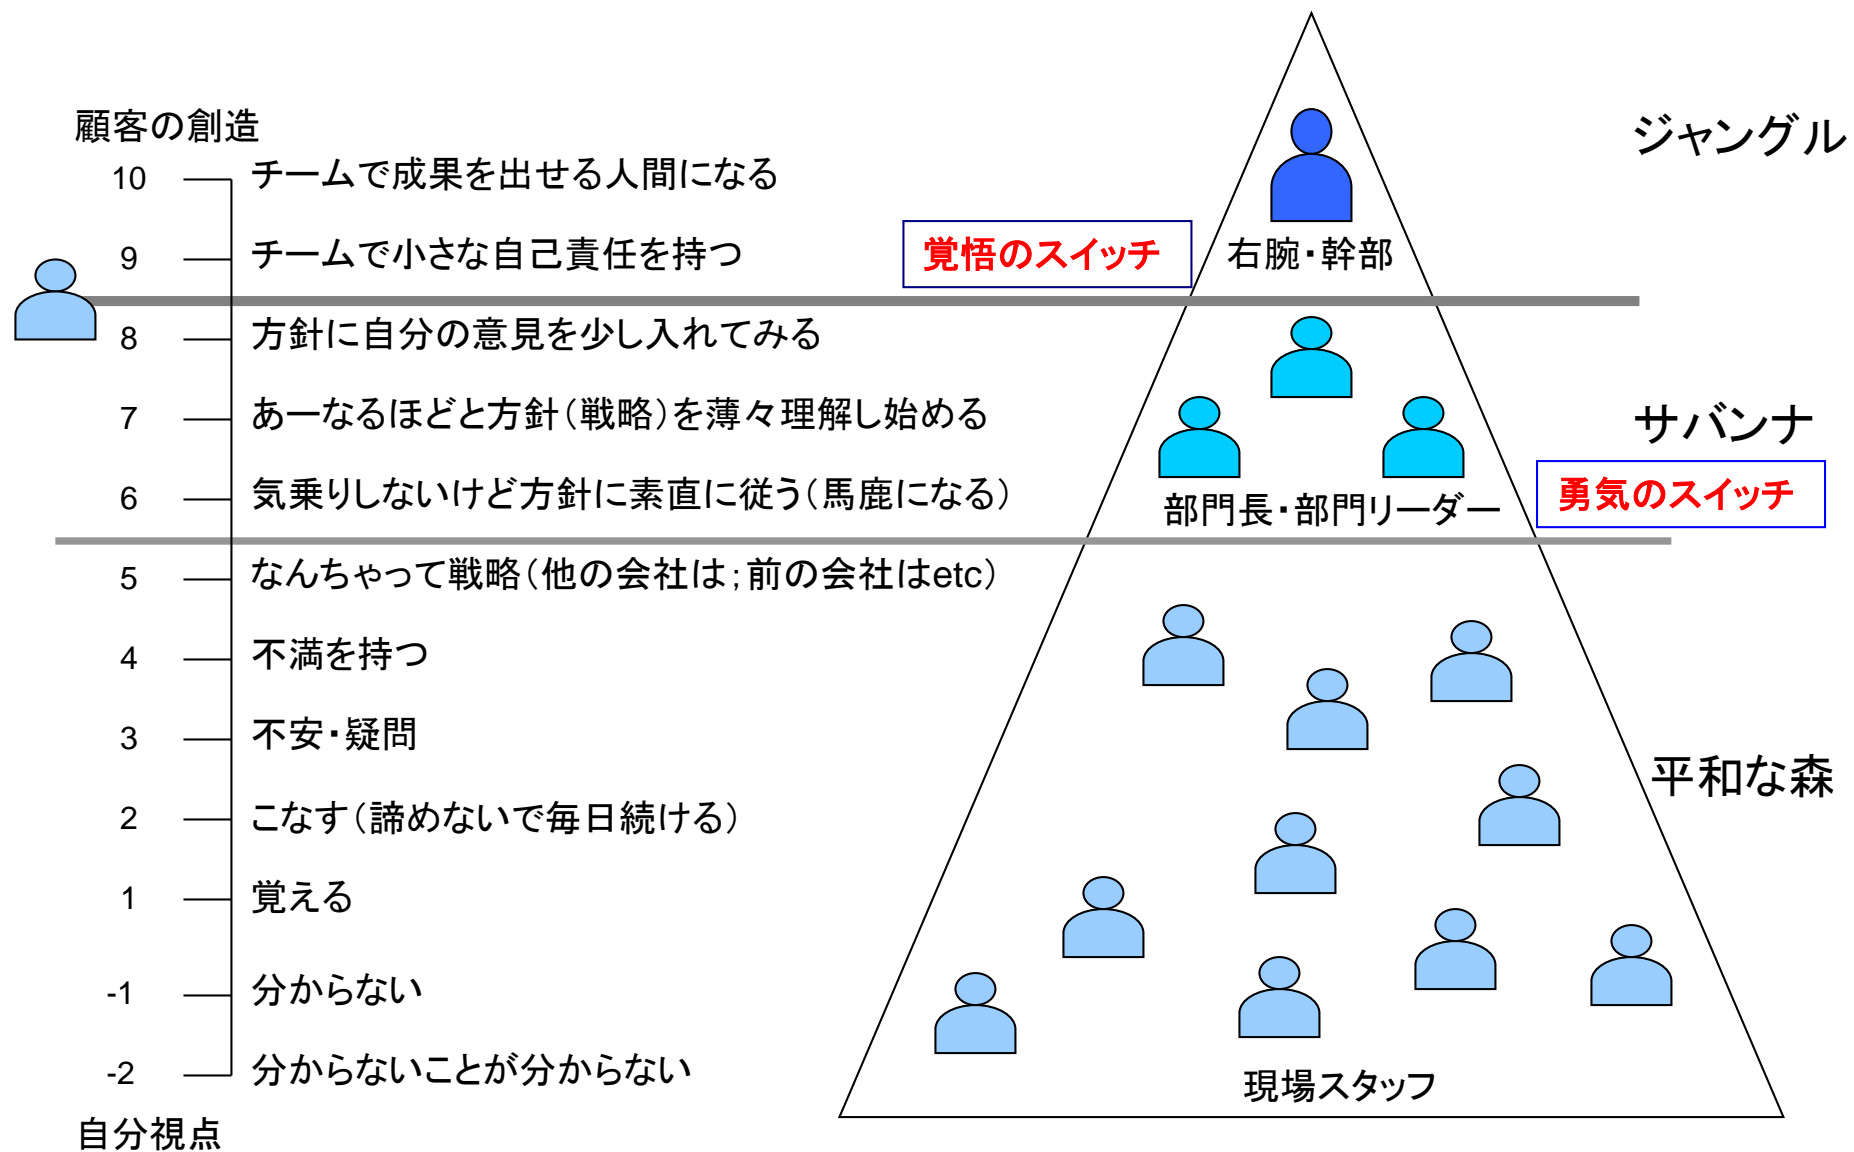 顧客の創造
10 チームで成果を出せる人間になる
9 チームで小さな自己責任を持つ
8 方針に自分の意見を少し入れてみる
7 あーなるほどと方針(戦略)を薄々理解し始める
6 気乗りしないけど方針に素直に従う(馬鹿になる)
5 なんちゃって戦略(他の会社は;前の会社はetc)
4 不満を持つ
3 不安・疑問
2 こなす(諦めないで毎日続ける)
1 覚える
-1 分からない
-2 分からないことが分からない
自分視点
ジャングル
覚悟のスイッチ
右腕・幹部
サバンナ
勇気のスイッチ
部門長・部門リーダー
平和な森
現場スタッフ